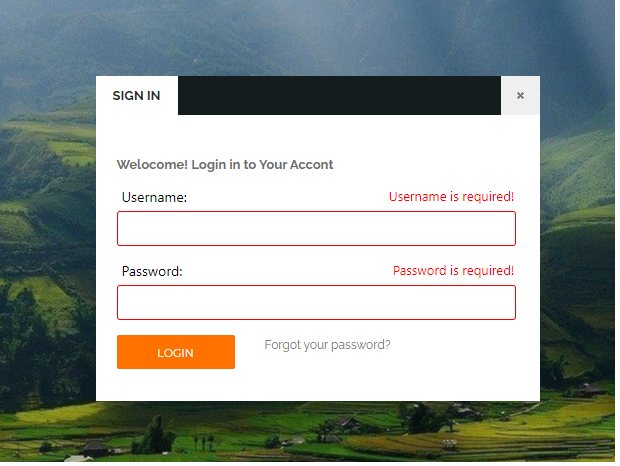 SIGN IN
×
Welocome! Login in to Your Accont
Username: Username is required!
Password: Password is required!
LOGIN Forgot your password?